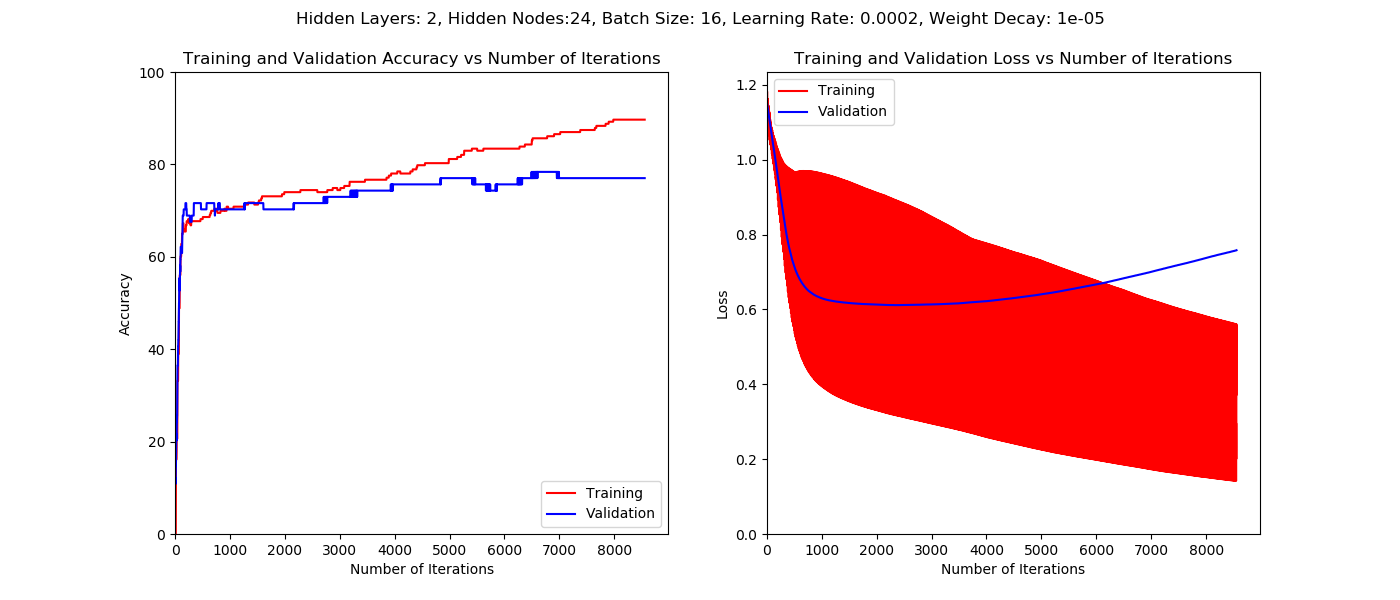 Hidden Layers: 2, Hidden Nodes:24, Batch Size: 16, Learning Rate: 0.0002, Weight Decay: 1e-05
Training and Validation Accuracy vs Number of Iterations
100
80
60
40
20
0
Accuracy
0 1000 2000 3000 4000 5000 6000 7000 8000
Number of Iterations
Training
Validation
Training and Validation Loss vs Number of Iterations
1.2
1.0
0.8
0.6
0.4
0.2
0.0
Loss
0 1000 2000 3000 4000 5000 6000 7000 8000
Number of Iterations
Training
Validation